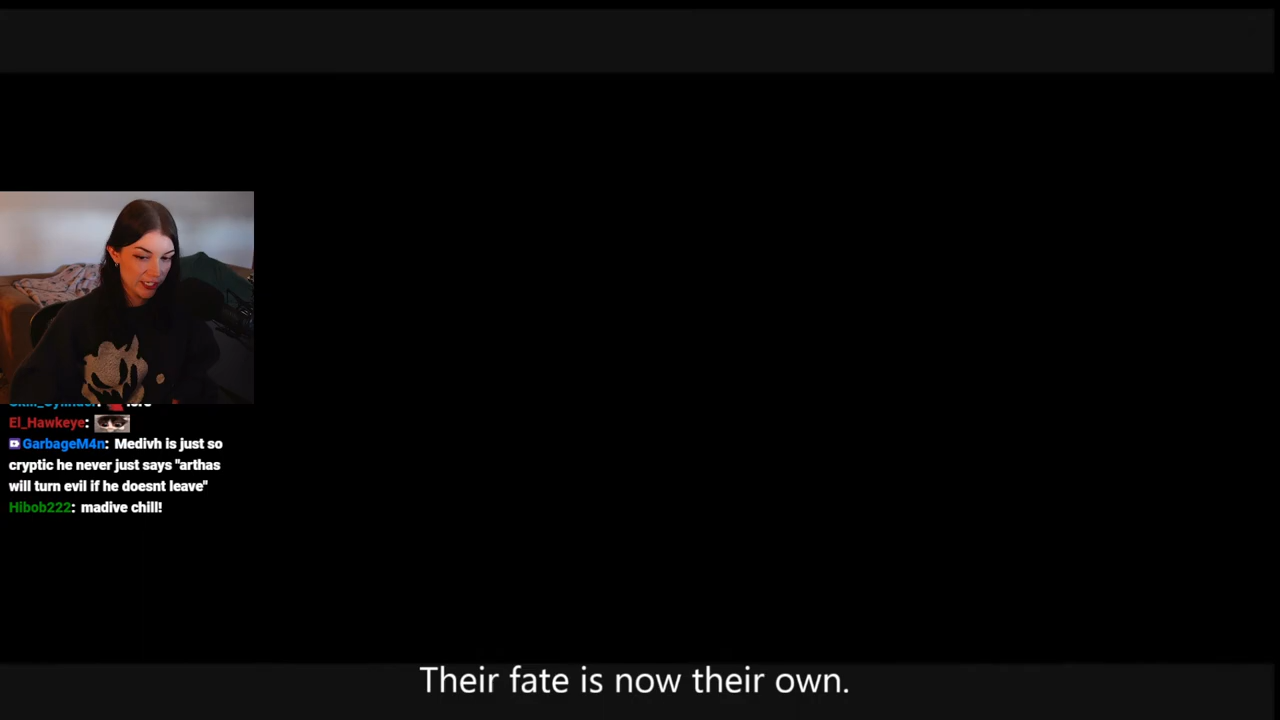 El_Hawkeye:
GarbageM4n: Medivh is just so
cryptic he never just says "arthas
will turn evil if he doesnt leave"
Hibob222: madive chill!
Their fate is now their own.